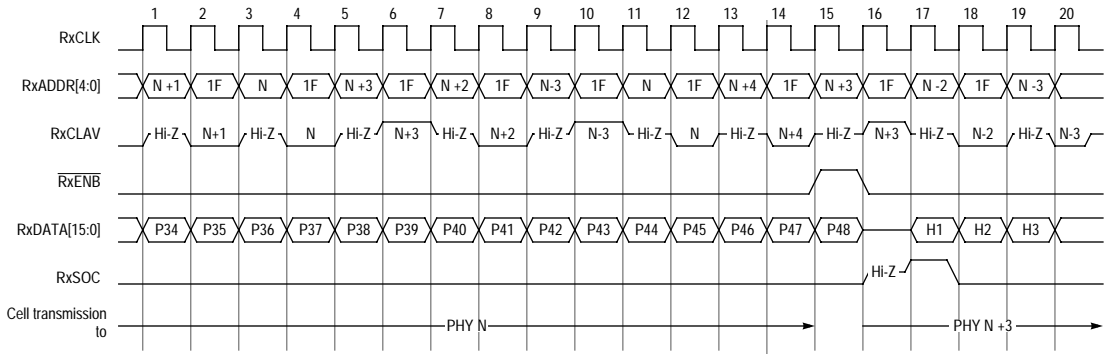 1 2 3 4 5 6 7 8 9 10 11 12 13 14 15 16 17 18 19 20
RxCLK
RxADDR[4:0] N +1 1F N 1F N +3 1F N +2 1F N-3 1F N 1F N +4 1F N +3 1F N -2 1F N -3
RxCLAV Hi-Z N+1 Hi-Z N Hi-Z N+3 Hi-Z N+2 Hi-Z N-3 Hi-Z N Hi-Z N+4 Hi-Z N+3 Hi-Z N-2 Hi-Z N-3
RxENB
RxDATA[15:0] P34 P35 P36 P37 P38 P39 P40 P41 P42 P43 P44 P45 P46 P47 P48 H1 H2 H3
RxSOC Hi-Z
Cell transmission
to PHY N PHY N +3